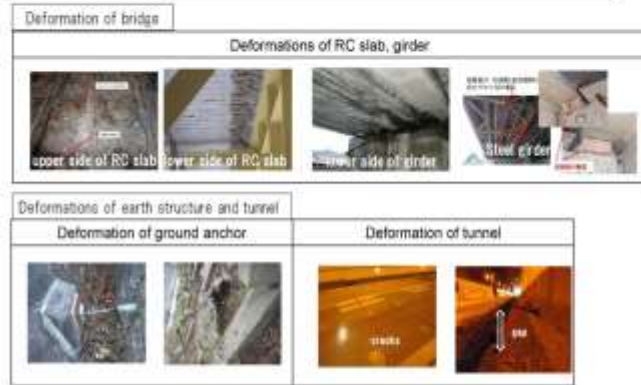 Deformation of bridge
Deformations of RC slab, girder
upper side of RC slab
lower side of RC slab
lower side of girder
Steel girder
Deformations of earth structure and tunnel
Deformation of ground anchor
Deformation of tunnel
cracks